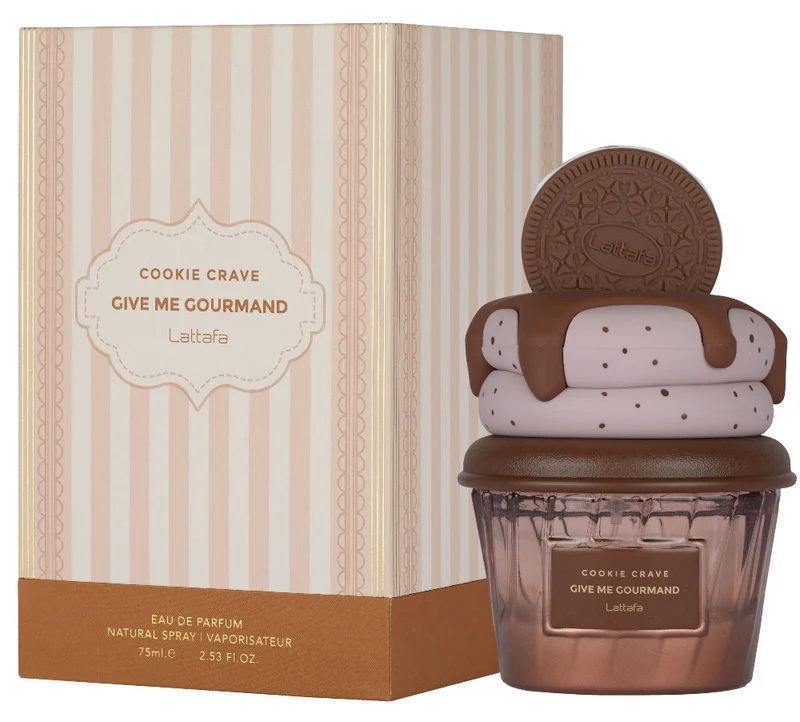 COOKIE CRAVE
GIVE ME GOURMAND
Lattafa
EAU DE PARFUM
NATURAL SPRAY | VAPORISATEUR
75ml.℮ 2.53 FL.OZ.
Lattafa
COOKIE CRAVE
GIVE ME GOURMAND
Lattafa